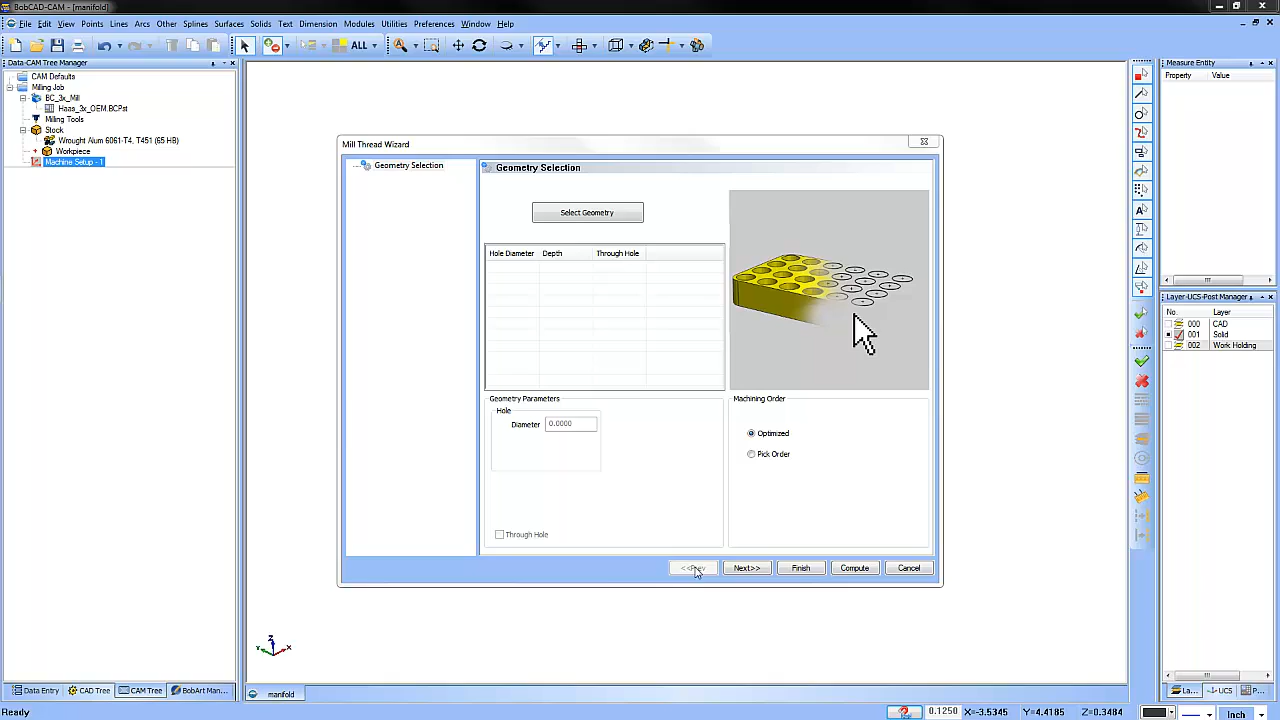 BobCAD-CAM - [manifold]
File Edit View Points Lines Arcs Other Splines Surfaces Solids Text Dimension Modules Utilities Preferences Window Help
ALL
Data-CAM Tree Manager
CAM Defaults
Milling Job
BC_3x_Mill
Haas_3x_OEM.BCPst
Milling Tools
Stock
Wrought Alum 6061-T4, T451 (65 HB)
Workpiece
Machine Setup - 1
Mill Thread Wizard
Geometry Selection
Geometry Selection
Select Geometry
Hole Diameter Depth Through Hole
Geometry Parameters
Hole
Diameter 0.0000
Through Hole
Machining Order
Optimized
Pick Order
<<Prev Next>> Finish Compute Cancel
Measure Entity
Property Value
Layer-UCS-Post Manager
No. Layer
000 CAD
001 Solid
002 Work Holding
Z
Y X
Data Entry CAD Tree CAM Tree BobArt Man...
manifold
La... UCS P...
Ready
0.1250 X=-3.5345 Y=4.4185 Z=0.3484
Inch